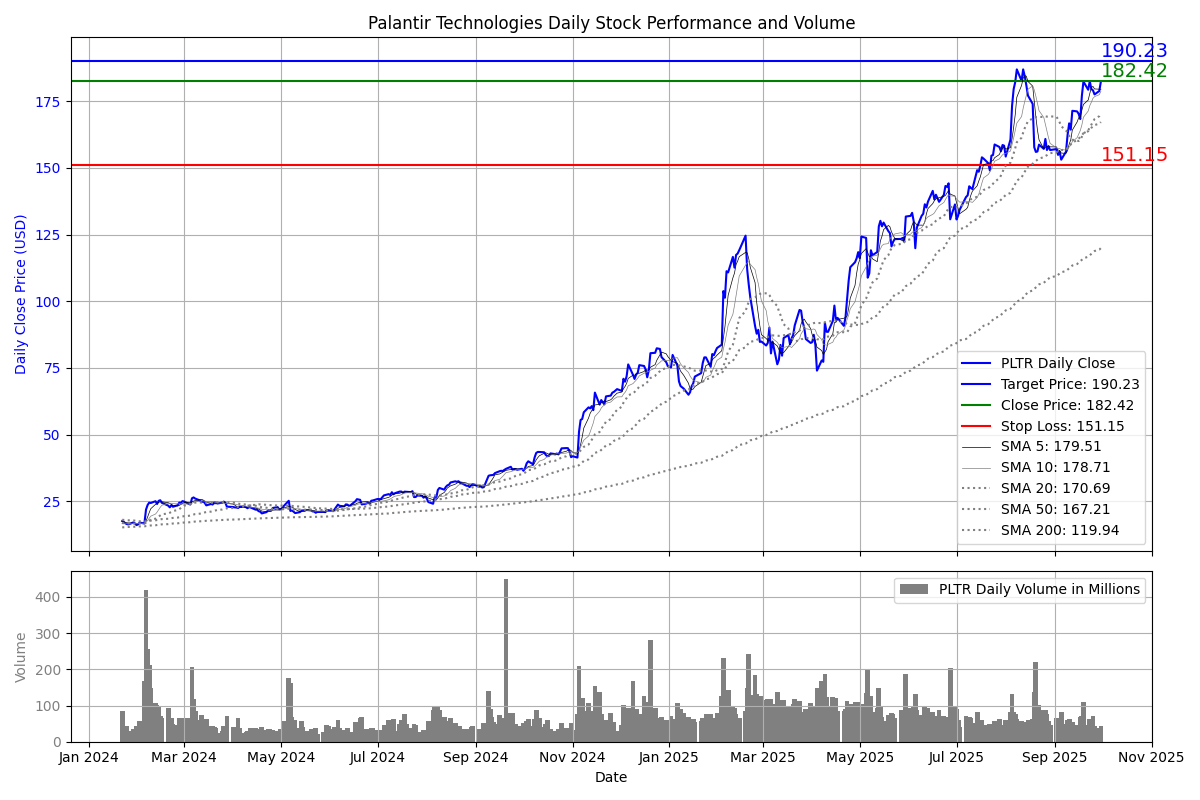 Palantir Technologies Daily Stock Performance and Volume
190.23
182.42
175
151.15
150
125
100
75
50
25
Daily Close Price (USD)
PLTR Daily Close
Target Price: 190.23
Close Price: 182.42
Stop Loss: 151.15
SMA 5: 179.51
SMA 10: 178.71
SMA 20: 170.69
SMA 50: 167.21
SMA 200: 119.94
PLTR Daily Volume in Millions
400
300
200
100
0
Volume
Jan 2024 Mar 2024 May 2024 Jul 2024 Sep 2024 Nov 2024 Jan 2025 Mar 2025 May 2025 Jul 2025 Sep 2025 Nov 2025
Date